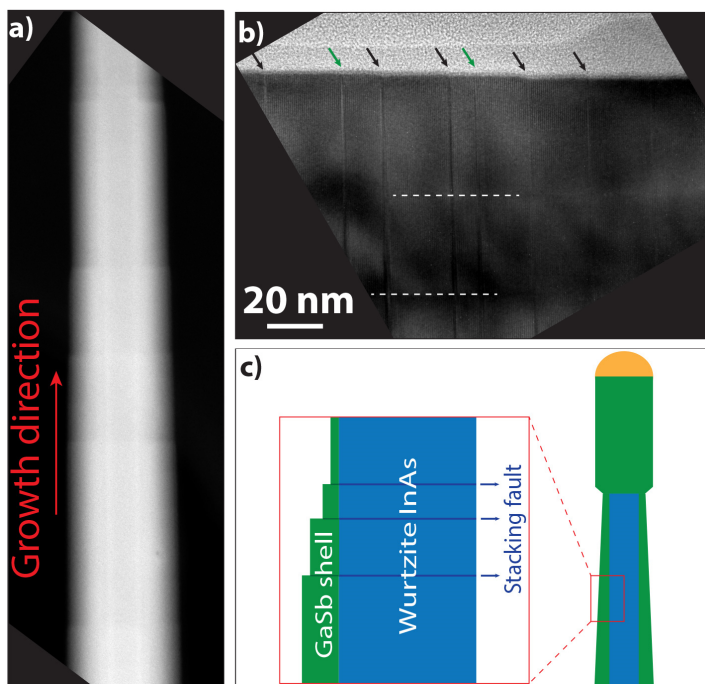 a)
Growth direction
b)
20 nm
c)
GaSb shell
Wurtzite InAs
Stacking fault